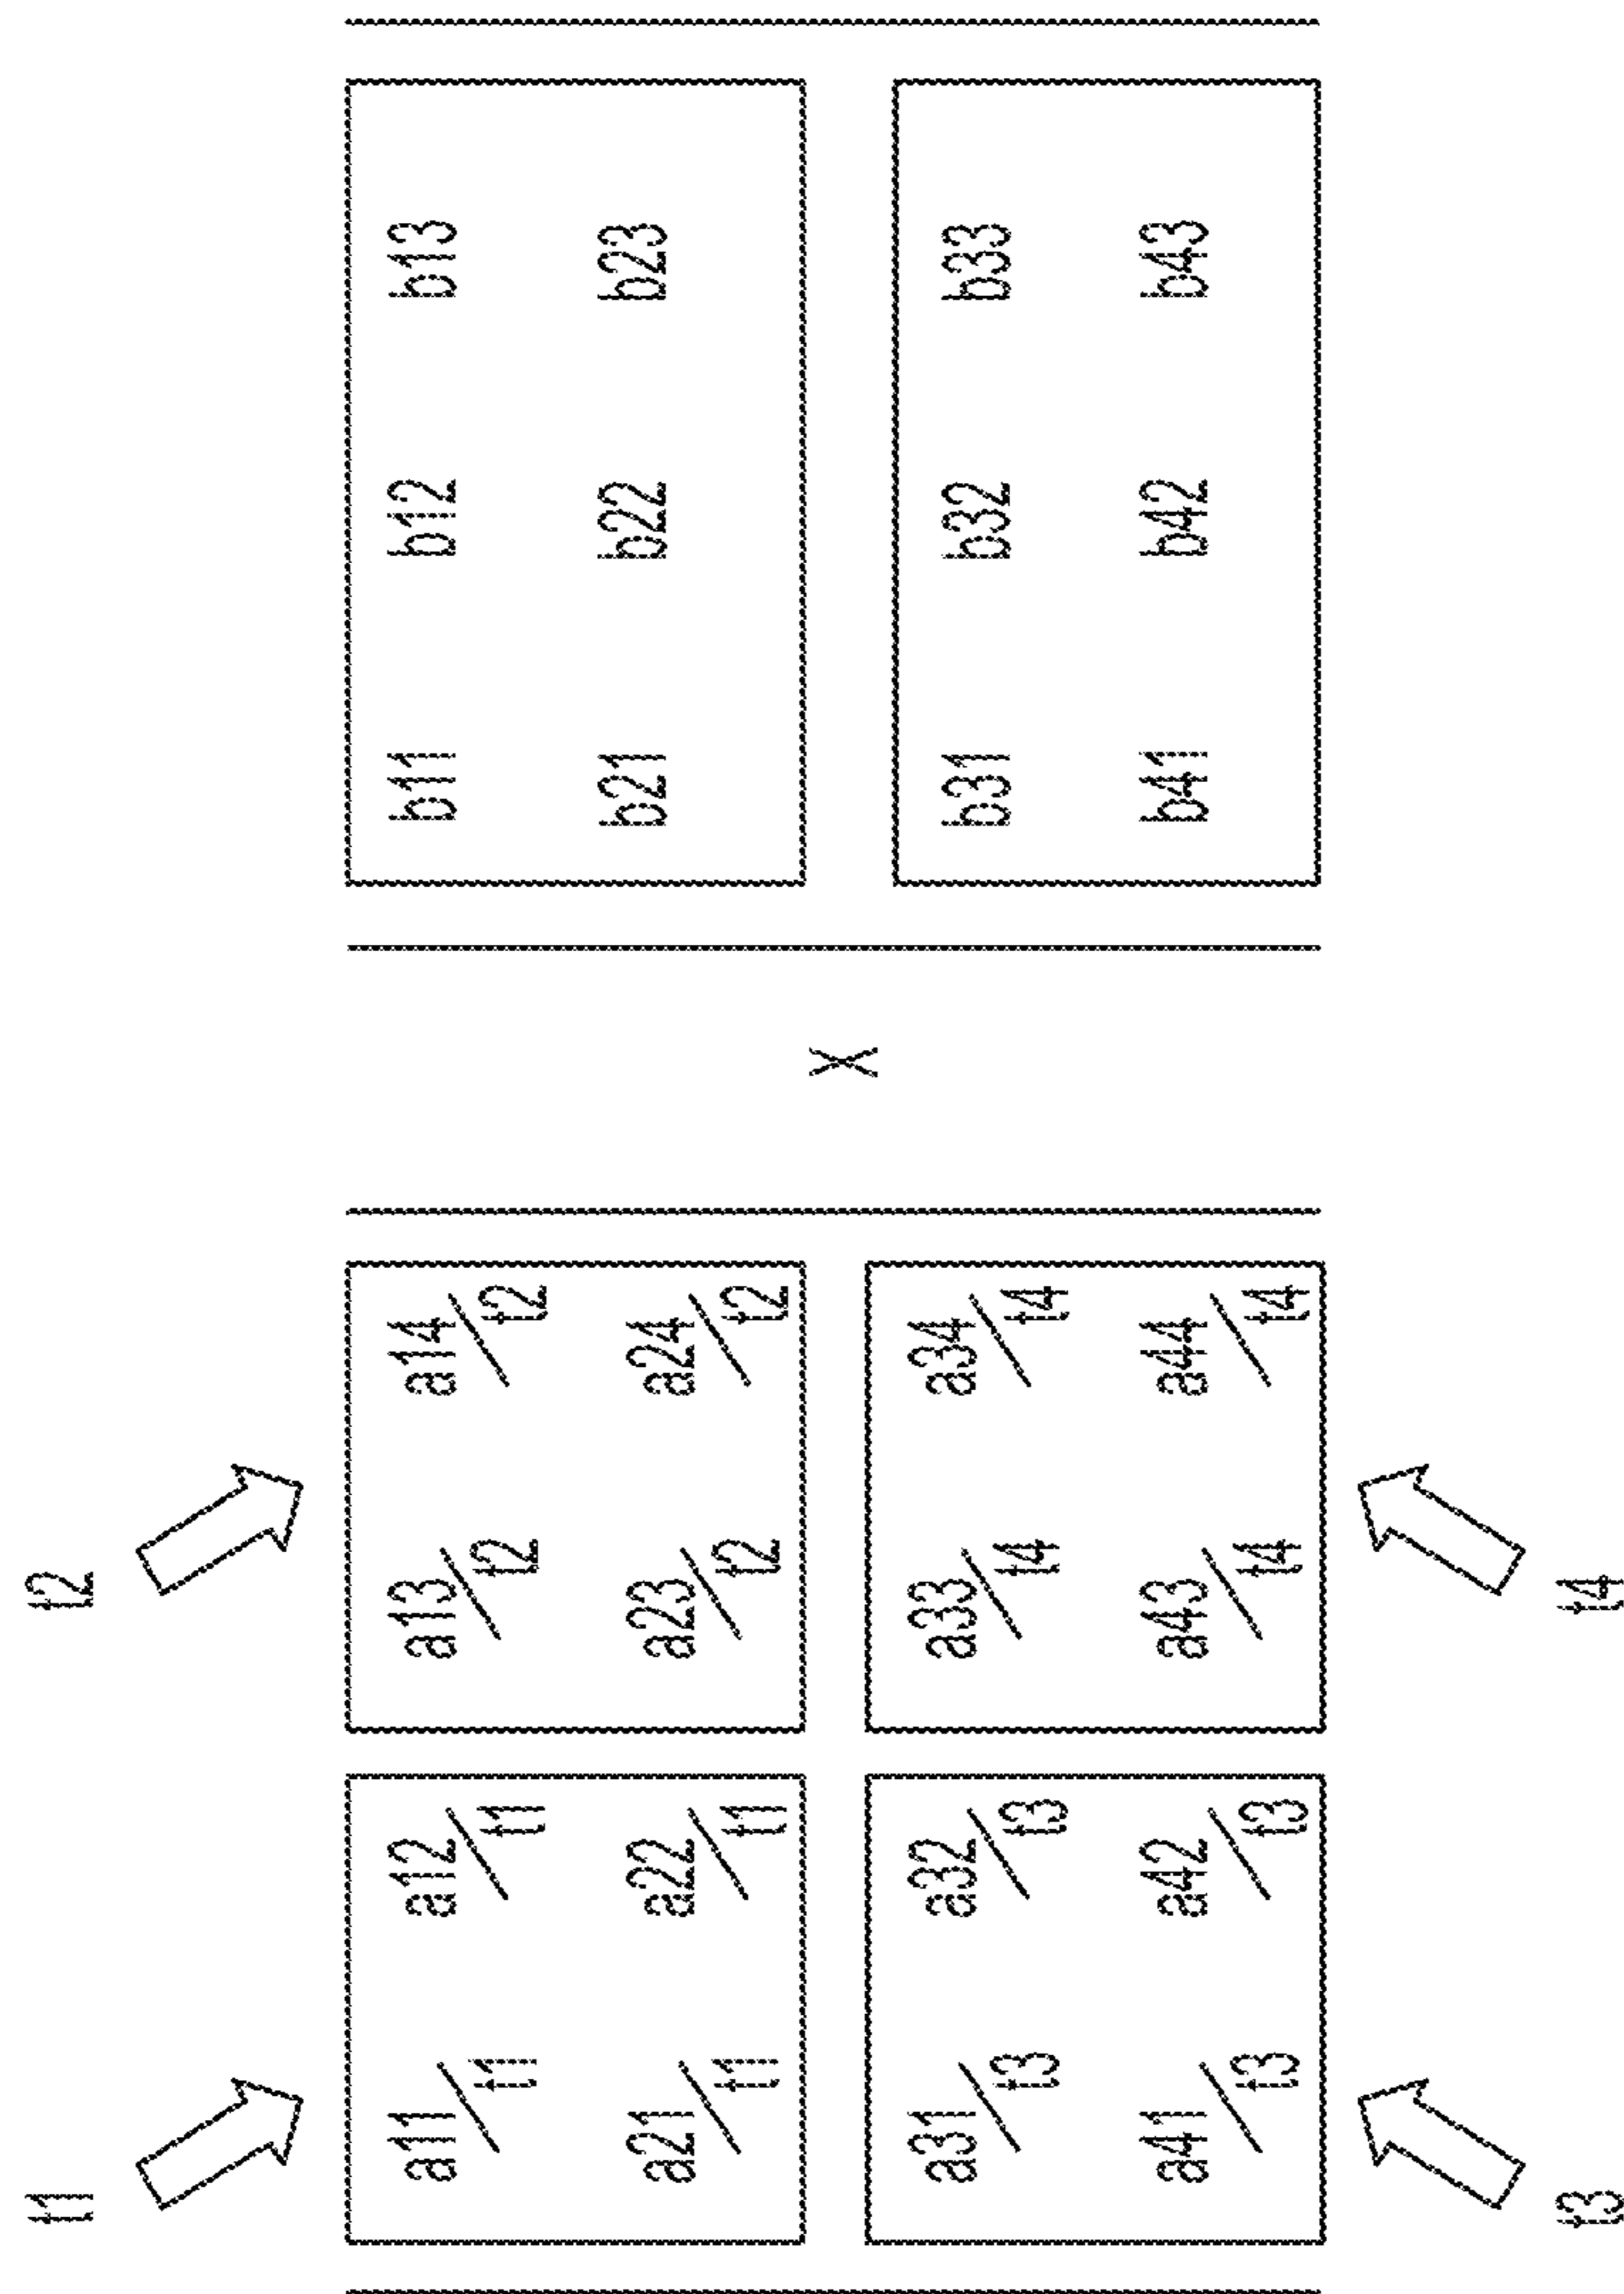 t1 t2
a11/t1 a12/t1 a13/t2 a14/t2 b11 b12 b13
a21/t1 a22/t1 a23/t2 a24/t2 b21 b22 b23
X
a31/t3 a32/t3 a33/t4 a34/t4 b31 b32 b33
a41/t3 a42/t3 a43/t4 a44/t4 b41 b42 b43
t3 t4